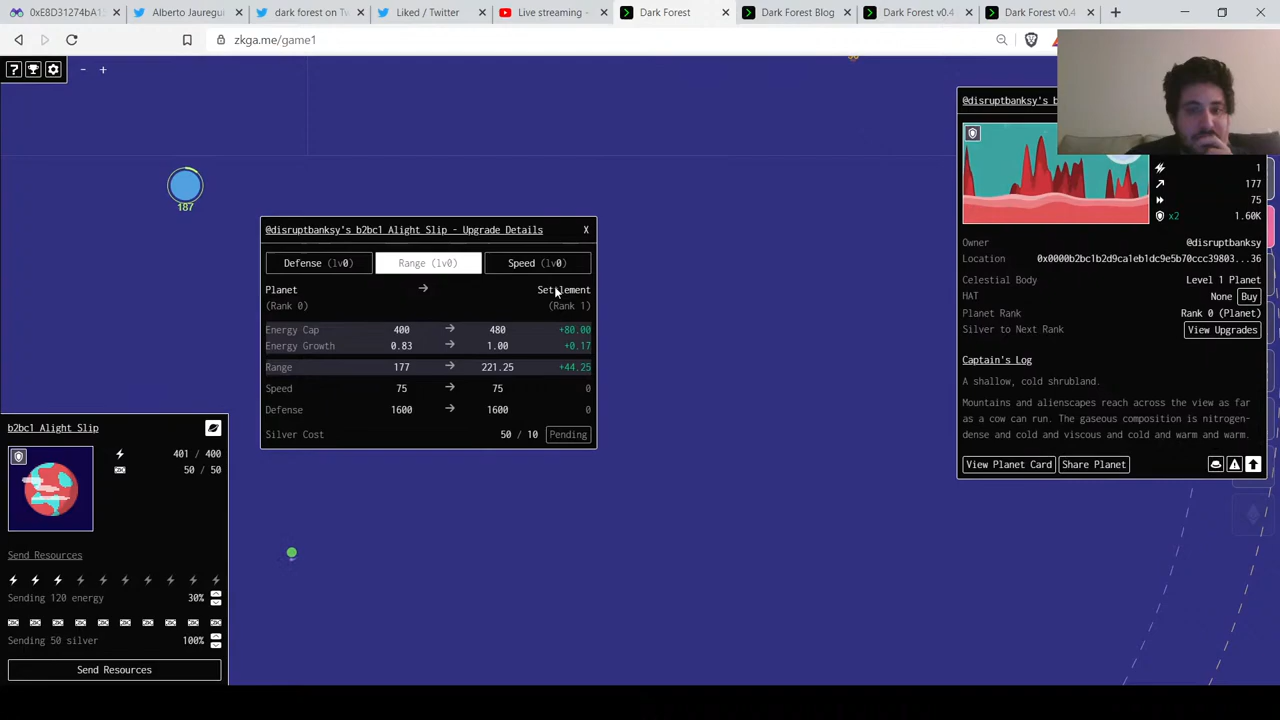 0xE8D31274bA15
Alberto Jauregu
dark forest on Tw
Liked / Twitter
Live streaming -
Dark Forest
Dark Forest Blog
Dark Forest v0.4
Dark Forest v0.4
zkga.me/game1
- +
187
@disruptbanksy's b2bc1 Alight Slip - Upgrade Details X
Defense (lv0) Range (lv0) Speed (lv0)
Planet → Settlement
(Rank 0) (Rank 1)
Energy Cap 400 → 480 +80.00
Energy Growth 0.83 → 1.00 +0.17
Range 177 → 221.25 +44.25
Speed 75 → 75 0
Defense 1600 → 1600 0
Silver Cost 50 / 10 Pending
b2bc1 Alight Slip
401 / 400
50 / 50
Send Resources
Sending 120 energy 30%
Sending 50 silver 100%
Send Resources
@disruptbanksy's b
1
177
75
x2 1.60K
Owner @disruptbanksy
Location 0x0000b2bc1b2d9ca1eb1dc9e5b70ccc39803...36
Celestial Body Level 1 Planet
HAT None Buy
Planet Rank Rank 0 (Planet)
Silver to Next Rank View Upgrades
Captain's Log
A shallow, cold shrubland.
Mountains and alienscapes reach across the view as far
as a cow can run. The gaseous composition is nitrogen-
dense and cold and viscous and cold and warm and warm.
View Planet Card Share Planet